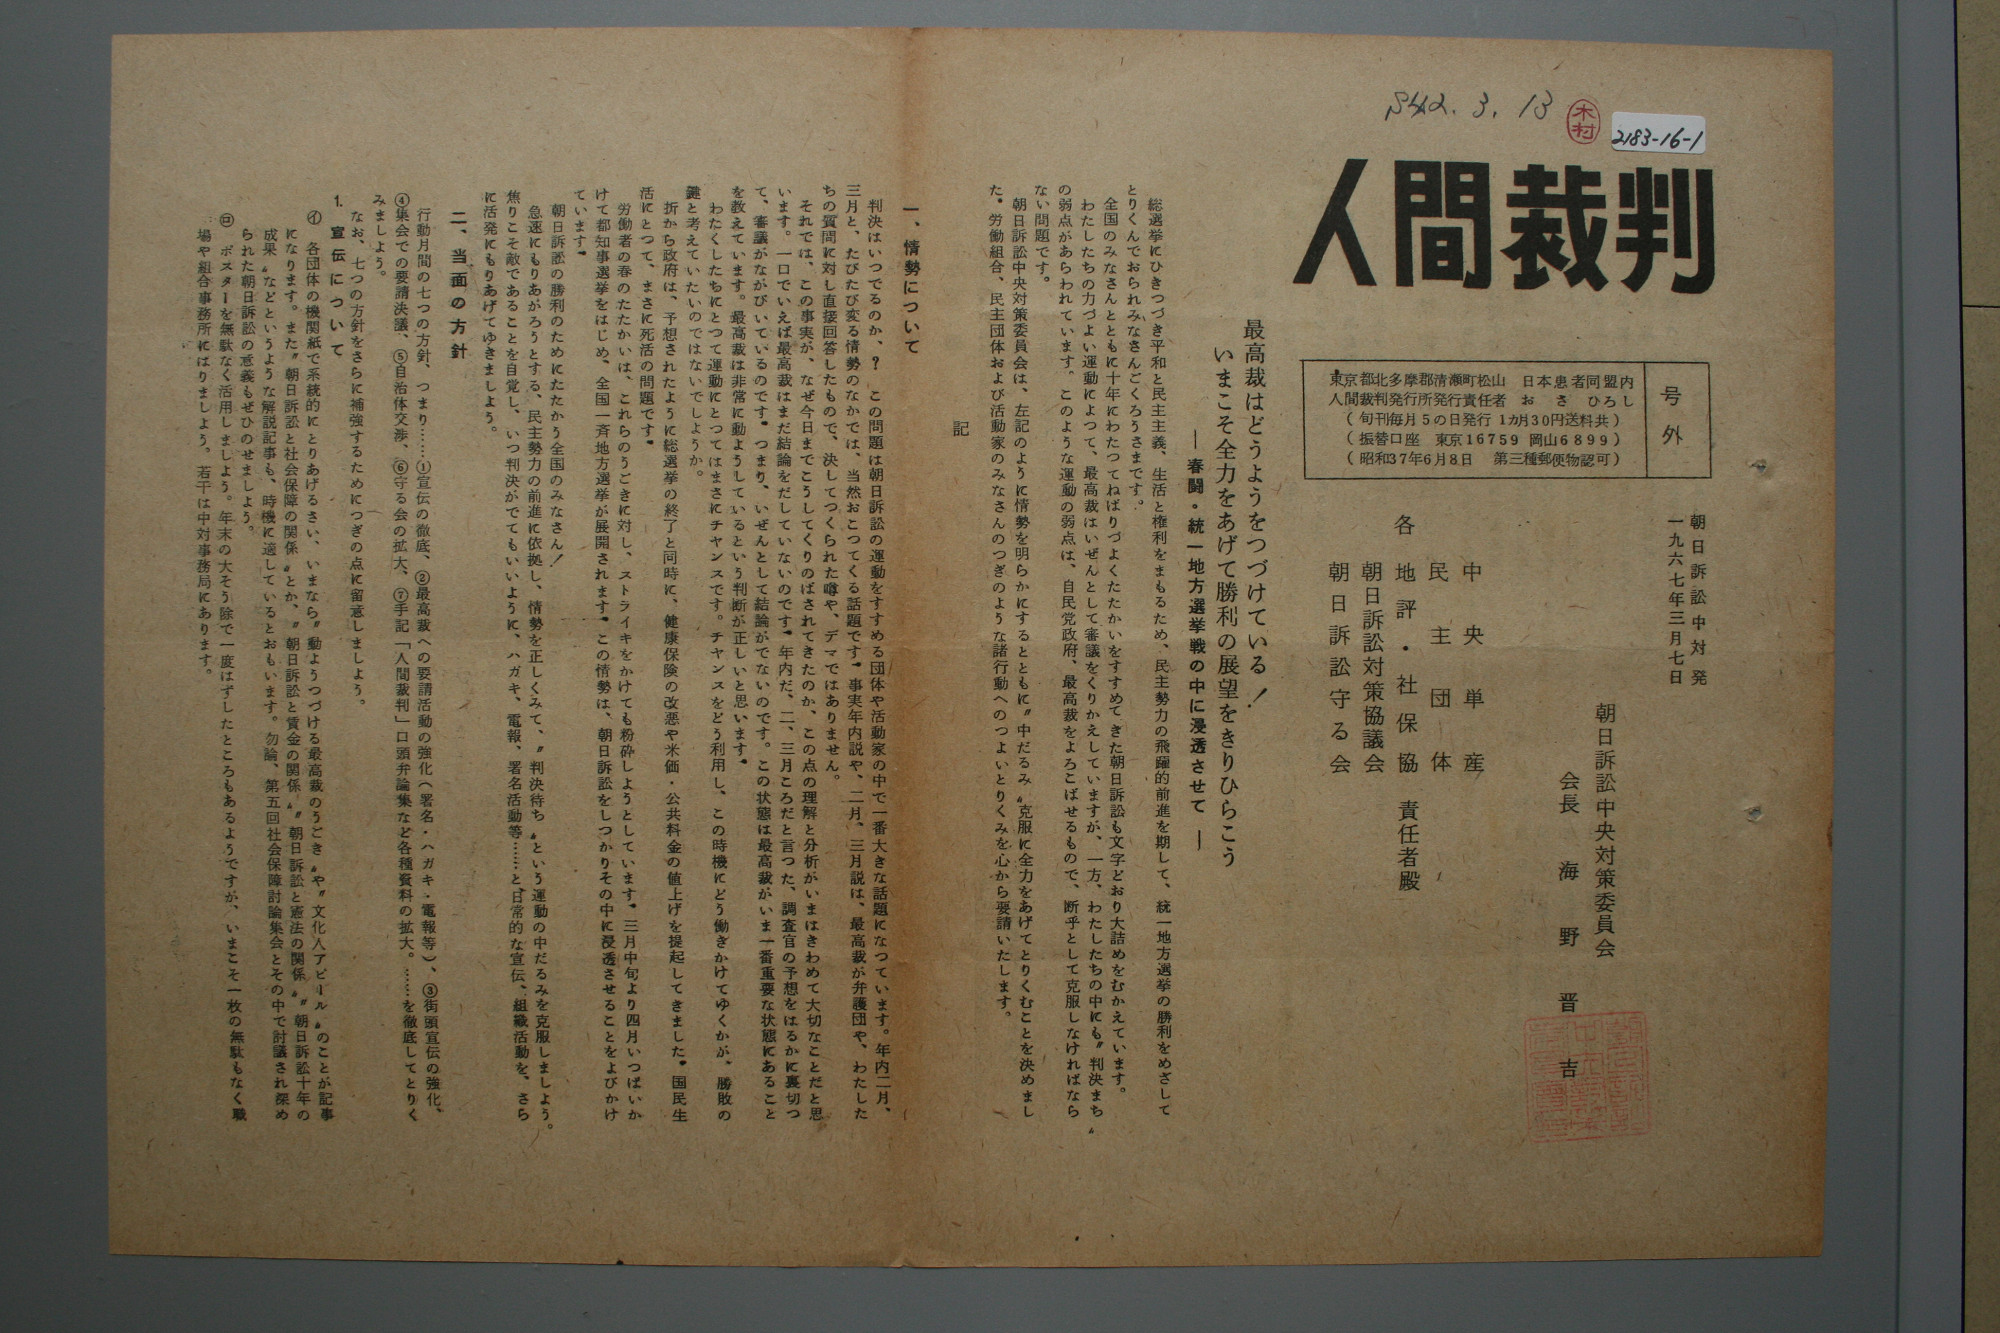 S42.3.13
木村
2183-16-1
人間裁判
号外
東京都北多摩郡清瀬町松山 日本患者同盟内
人間裁判発行所発行責任者 おさ ひろし
(旬刊毎月5の日発行 1カ月30円送料共)
(振替口座 東京16759 岡山6899)
(昭和37年6月8日 第三種郵便物認可)
朝日訴訟中対発
一九六七年三月七日
朝日訴訟中央対策委員会
会長 海野晋吉
中央単産
民主団体
各 地評・社保協 責任者殿
朝日訴訟対策協議会
朝日訴訟守る会
最高裁はどうようをつづけている!
いまこそ全力をあげて勝利の展望をきりひらこう
―春闘・統一地方選挙戦の中に浸透させて―
総選挙にひきつづき平和と民主主義、生活と権利をまもるため、民主勢力の飛躍的前進を期して、統一地方選挙の勝利をめざして
とりくんでおられみなさんごくろうさまです。
全国のみなさんとともに十年にわたつてねばりづよくたたかいをすすめてきた朝日訴訟も文字どおり大詰めをむかえています。
わたしたちの力づよい運動によつて、最高裁はいぜんとして審議をくりかえしていますが、一方、わたしたちの中にも〝判決まち〟
の弱点があらわれています。このような運動の弱点は、自民党政府、最高裁をよろこばせるもので、断乎として克服しなければなら
ない問題です。
朝日訴訟中央対策委員会は、左記のように情勢を明らかにするとともに〝中だるみ〟克服に全力をあげてとりくむことを決めまし
た。労働組合、民主団体および活動家のみなさんのつぎのような諸行動へのつよいとりくみを心から要請いたします。
記
一、情勢について
判決はいつでるのか、?この問題は朝日訴訟の運動をすすめる団体や活動家の中で一番大きな話題になつています。年内二月、
三月と、たびたび変る情勢のなかでは、当然おこつてくる話題です。事実年内説や、二月、三月説は、最高裁が弁護団や、わたした
ちの質問に対し直接回答したもので、決してつくられた噂や、デマではありません。
それでは、この事実が、なぜ今日までこうしてくりのばされてきたのか、この点の理解と分析がいまはきわめて大切なことだと思
います。一口でいえば最高裁はまだ結論をだしていないのです。年内だ、二、三月ころだと言つた、調査官の予想をはるかに裏切つ
て、審議がながびいているのです。つまり、いぜんとして結論がでないのです。この状態は最高裁がいま一番重要な状態にあること
を教えています。最高裁は非常に動ようしているという判断が正しいと思います。
わたくしたちにとつて運動にとつてはまさにチヤンスです。チヤンスをどう利用し、この時機にどう働きかけてゆくかが、勝敗の
鍵と考えていたいのではないでしようか。
折から政府は、予想されたように総選挙の終了と同時に、健康保険の改悪や米価・公共料金の値上げを提起してきました。国民生
活にとつて、まさに死活の問題です。
労働者の春のたたかいは、これらのうごきに対し、ストライキをかけても粉砕しようとしています。三月中旬より四月いつぱいか
けて都知事選挙をはじめ、全国一斉地方選挙が展開されます。この情勢は、朝日訴訟をしつかりその中に浸透させることをよびかけ
ています。
朝日訴訟の勝利のためにたたかう全国のみなさん!
急速にもりあがろうとする、民主勢力の前進に依拠し、情勢を正しくみて、〝判決待ち〟という運動の中だるみを克服しましよう。
焦りこそ敵であることを自覚し、いつ判決がでてもいいように、ハガキ、電報、署名活動等……と、日常的な宣伝、組織活動を、さら
に活発にもりあげてゆきましよう。
二、当面の方針
行動月間の七つの方針、つまり……①宣伝の徹底、②最高裁への要請活動の強化(署名・ハガキ・電報等)、③街頭宣伝の強化、
④集会での要請決議、⑤自治体交渉、⑥守る会の拡大、⑦手記「人間裁判」口頭弁論集など各種資料の拡大。……を徹底してとりく
みましよう。
なお、七つの方針をさらに補強するためにつぎの点に留意しましよう。
1.宣伝について
㋑ 各団体の機関紙で系統的にとりあげるさい、いまなら〝動ようつづける最高裁のうごき〟や〝文化人アピール〟のことが記事
になります。また〝朝日訴訟と社会保障の関係〟とか、〝朝日訴訟と賃金の関係〟〝朝日訴訟と憲法の関係〟〝朝日訴訟十年の
成果〟などというような解説記事も、時機に適しているとおもいます。勿論、第五回社会保障討論集会とその中で討議され深め
られた朝日訴訟の意義もぜひのせましよう。
㋺ ポスターを無駄なく活用しましよう。年末の大そう除で一度はずしたところもあるようですが、いまこそ一枚の無駄もなく職
場や組合事務所にはりましよう。若干は中対事務局にあります。